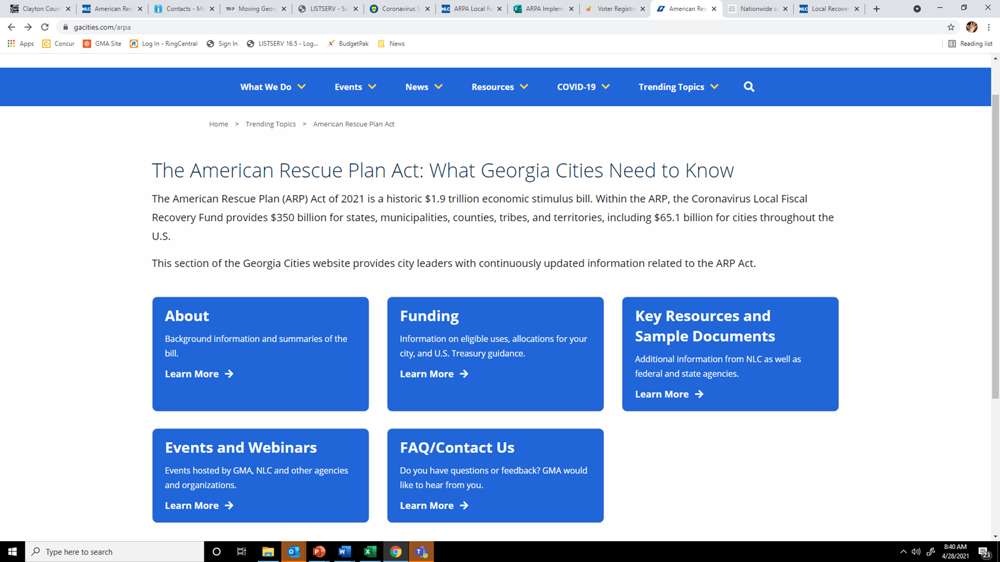 Clayton Coun
American Res
Contacts - Ms
Moving Georg
LISTSERV - Su
Coronavirus S
ARPA Local Re
ARPA Implem
Voter Registra
American Res
Nationwide se
Local Recover
gacities.com/arpa
Apps
Concur
GMA Site
Log In - RingCentral
Sign In
LISTSERV 16.5 - Log...
BudgetPak
News
Reading list
What We Do
Events
News
Resources
COVID-19
Trending Topics
Home > Trending Topics > American Rescue Plan Act
The American Rescue Plan Act: What Georgia Cities Need to Know
The American Rescue Plan (ARP) Act of 2021 is a historic $1.9 trillion economic stimulus bill. Within the ARP, the Coronavirus Local Fiscal
Recovery Fund provides $350 billion for states, municipalities, counties, tribes, and territories, including $65.1 billion for cities throughout the
U.S.
This section of the Georgia Cities website provides city leaders with continuously updated information related to the ARP Act.
About
Background information and summaries of the
bill.
Learn More
Funding
Information on eligible uses, allocations for your
city, and U.S. Treasury guidance.
Learn More
Key Resources and
Sample Documents
Additional information from NLC as well as
federal and state agencies.
Learn More
Events and Webinars
Events hosted by GMA, NLC and other agencies
and organizations.
Learn More
FAQ/Contact Us
Do you have questions or feedback? GMA would
like to hear from you.
Learn More
Type here to search
8:40 AM
4/28/2021
23